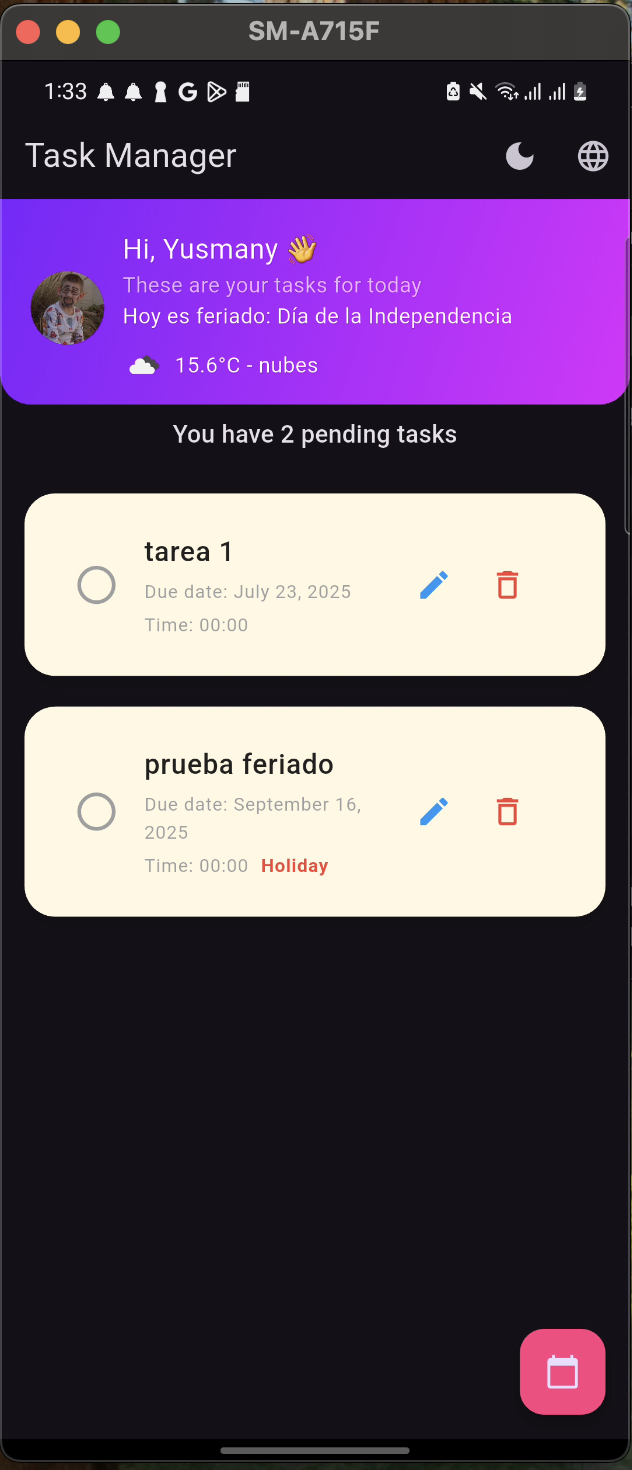 SM-A715F
1:33
Task Manager
Hi, Yusmany 👋
These are your tasks for today
Hoy es feriado: Día de la Independencia
15.6°C - nubes
You have 2 pending tasks
tarea 1
Due date: July 23, 2025
Time: 00:00
prueba feriado
Due date: September 16,
2025
Time: 00:00 Holiday